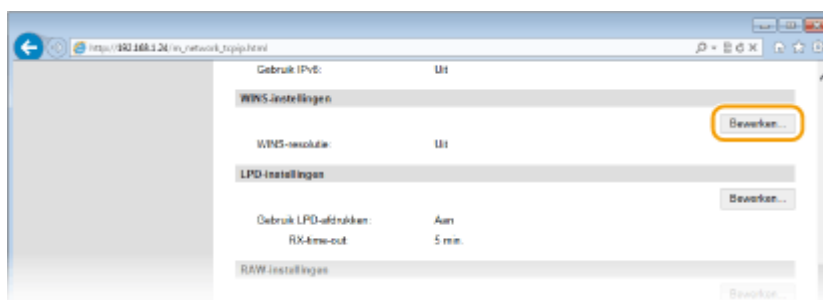 http://192.168.1.24/m_network_tcpip.html
Gebruik IPv6: Uit
WINS-instellingen
Bewerken...
WINS-resolutie: Uit
LPD-instellingen
Bewerken...
Gebruik LPD-afdrukken: Aan
RX-time-out 5 min.
RAW-instellingen
Bewerken...